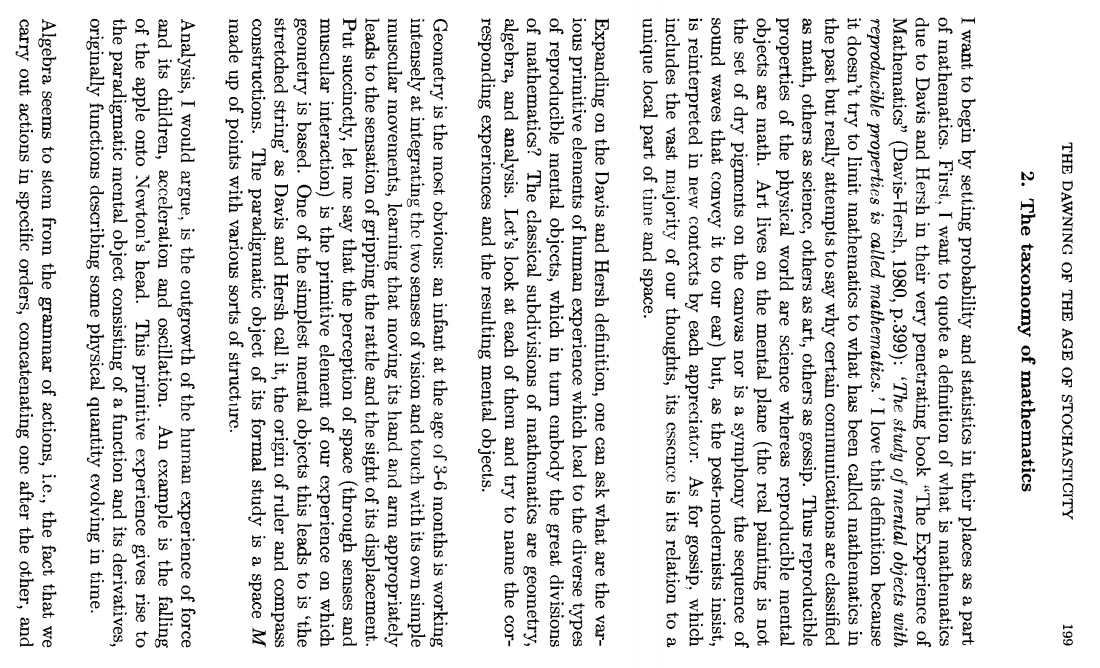 THE DAWNING OF THE AGE OF STOCHASTICITY 199
2. The taxonomy of mathematics
I want to begin by setting probability and statistics in their places as a part
of mathematics. First, I want to quote a definition of what is mathematics
due to Davis and Hersh in their very penetrating book “The Experience of
Mathematics” (Davis-Hersh, 1980, p.399): ‘The study of mental objects with
reproducible properties is called mathematics.’ I love this definition because
it doesn't try to limit mathematics to what has been called mathematics in
the past but really attempts to say why certain communications are classified
as math, others as science, others as art, others as gossip. Thus reproducible
properties of the physical world are science whereas reproducible mental
objects are math. Art lives on the mental plane (the real painting is not
the set of dry pigments on the canvas nor is a symphony the sequence of
sound waves that convey it to our ear) but, as the post-modernists insist,
is reinterpreted in new contexts by each appreciator. As for gossip, which
includes the vast majority of our thoughts, its essence is its relation to a
unique local part of time and space.
Expanding on the Davis and Hersh definition, one can ask what are the var-
ious primitive elements of human experience which lead to the diverse types
of reproducible mental objects, which in turn embody the great divisions
of mathematics? The classical subdivisions of mathematics are geometry,
algebra, and analysis. Let's look at each of them and try to name the cor-
responding experiences and the resulting mental objects.
Geometry is the most obvious: an infant at the age of 3-6 months is working
intensely at integrating the two senses of vision and touch with its own simple
muscular movements, learning that moving its hand and arm appropriately
leads to the sensation of gripping the rattle and the sight of its displacement.
Put succinctly, let me say that the perception of space (through senses and
muscular interaction) is the primitive element of our experience on which
geometry is based. One of the simplest mental objects this leads to is ‘the
stretched string’ as Davis and Hersh call it, the origin of ruler and compass
constructions. The paradigmatic object of its formal study is a space M
made up of points with various sorts of structure.
Analysis, I would argue, is the outgrowth of the human experience of force
and its children, acceleration and oscillation. An example is the falling
of the apple onto Newton's head. This primitive experience gives rise to
the paradigmatic mental object consisting of a function and its derivatives,
originally functions describing some physical quantity evolving in time.
Algebra seems to stem from the grammar of actions, i.e., the fact that we
carry out actions in specific orders, concatenating one after the other, and